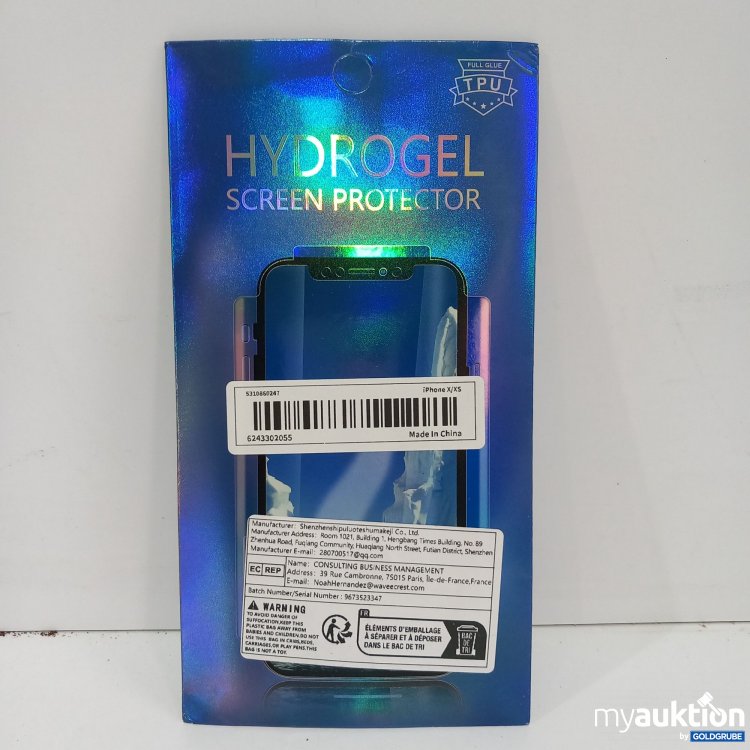 FULL GLUE
TPU
HYDROGEL
SCREEN PROTECTOR
5310860247 iPhone X/XS
6243302055 Made In China
Manufacturer: Shenzhenshipuluoteshumakeji Co., Ltd.
Manufacturer Address: Room 1021, Building 1, Hengbang Times Building, No. 89
Zhenhua Road, Fuqiang Community, Huaqiang North Street, Futian District, Shenzhen
Manufacturer E-mail: 280700517@qq.com
EC REP
Name: CONSULTING BUSINESS MANAGEMENT
Address: 39 Rue Cambronne, 75015 Paris, Île-de-France,France
E-mail: NoahHernandez@waveecrest.com
Batch Number/Serial Number: 9673523347
WARNING
TO AVOID DANGER OF
SUFFOCATION,KEEP THIS
PLASTIC BAG AWAY FROM
BABIES AND CHILDREN.DO NOT
USE THIS BAG IN CRIBS,BEDS,
CARRIAGES,OR PLAY PENS.THIS
BAG IS NOT A TOY.
FR
ÉLÉMENTS D'EMBALLAGE
À SÉPARER ET À DÉPOSER
DANS LE BAC DE TRI
BAC
DE
TRI
myauktion
by GOLDGRUBE